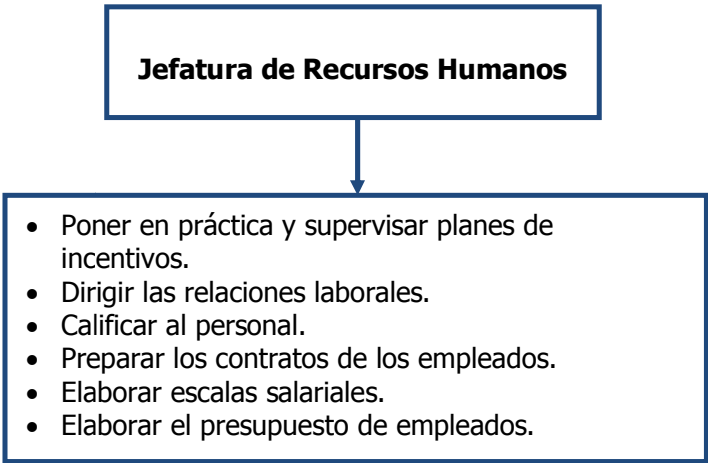 Jefatura de Recursos Humanos
• Poner en práctica y supervisar planes de
incentivos.
• Dirigir las relaciones laborales.
• Calificar al personal.
• Preparar los contratos de los empleados.
• Elaborar escalas salariales.
• Elaborar el presupuesto de empleados.